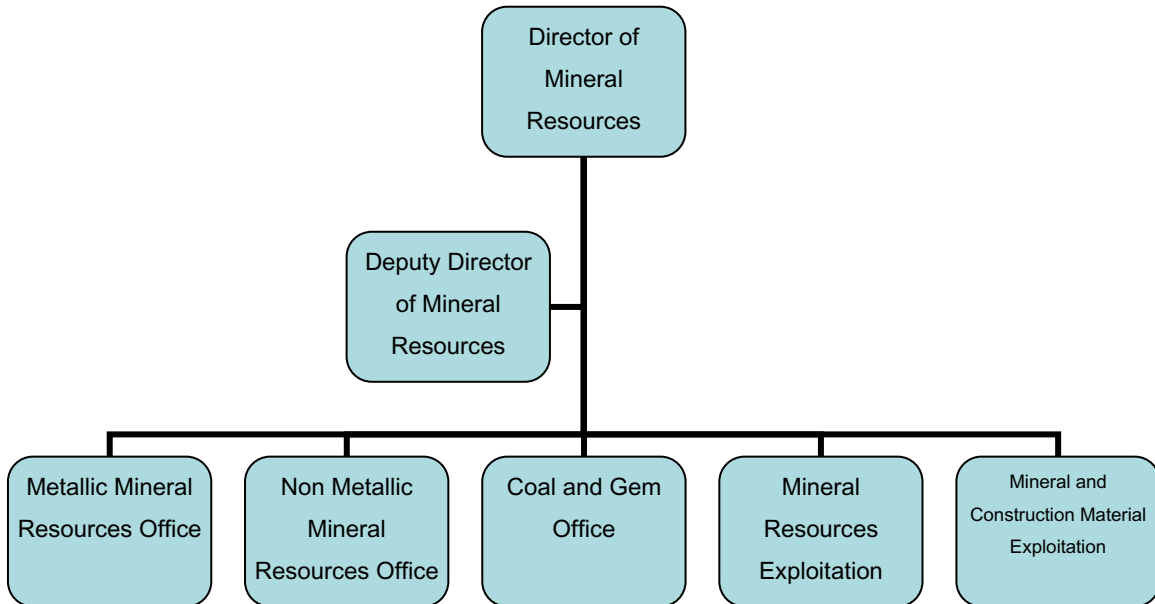 Director of
Mineral
Resources
Deputy Director
of Mineral
Resources
Metallic Mineral
Resources Office
Non Metallic
Mineral
Resources Office
Coal and Gem
Office
Mineral
Resources
Exploitation
Mineral and
Construction Material
Exploitation